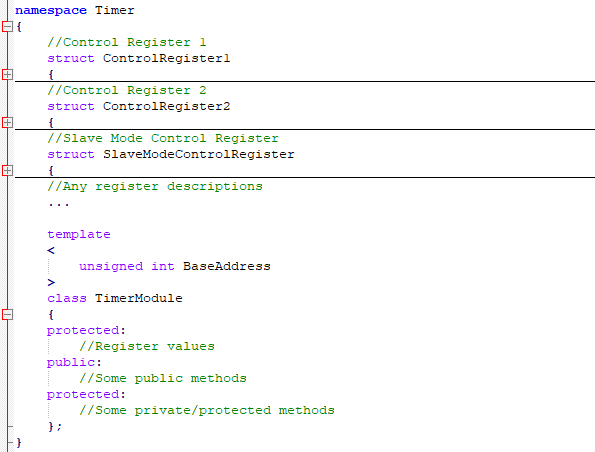 namespace Timer
{
    //Control Register 1
    struct ControlRegister1
    {
    //Control Register 2
    struct ControlRegister2
    {
    //Slave Mode Control Register
    struct SlaveModeControlRegister
    {
    //Any register descriptions
    ...
    template
    <
        unsigned int BaseAddress
    >
    class TimerModule
    {
    protected:
        //Register values
    public:
        //Some public methods
    protected:
        //Some private/protected methods
    };
}